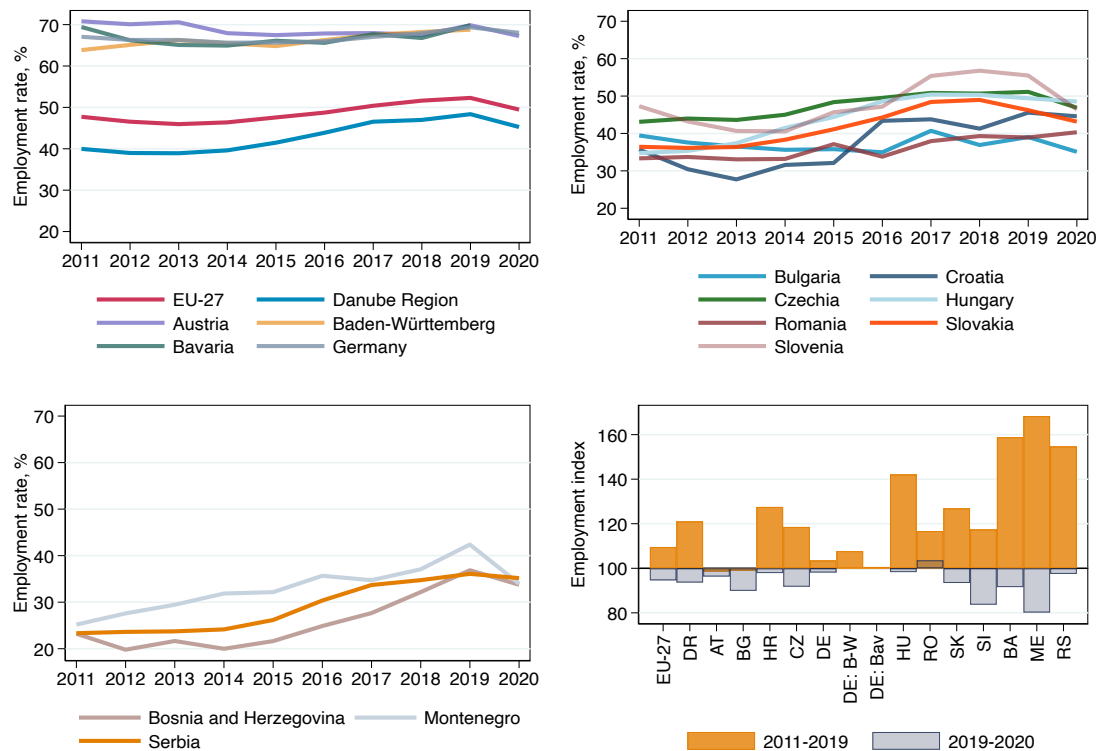 Employment rate, %
70
60
50
40
30
20
2011 2012 2013 2014 2015 2016 2017 2018 2019 2020
EU-27 Danube Region
Austria Baden-Württemberg
Bavaria Germany
Employment rate, %
70
60
50
40
30
20
2011 2012 2013 2014 2015 2016 2017 2018 2019 2020
Bulgaria Croatia
Czechia Hungary
Romania Slovakia
Slovenia
Employment rate, %
70
60
50
40
30
20
2011 2012 2013 2014 2015 2016 2017 2018 2019 2020
Bosnia and Herzegovina Montenegro
Serbia
Employment index
160
140
120
100
80
EU-27 DR AT BG HR CZ DE DE: B-W DE: Bav HU RO SK SI BA ME RS
2011-2019 2019-2020